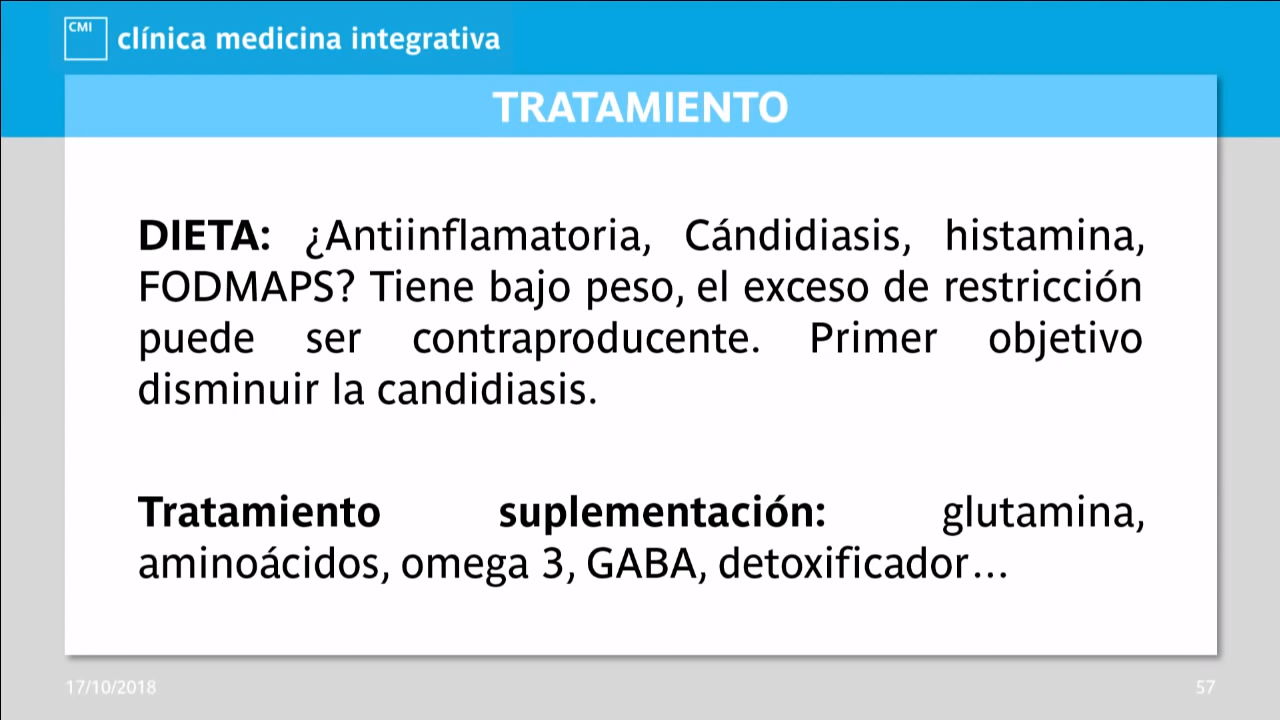 CMI
clínica medicina integrativa
TRATAMIENTO
DIETA: ¿Antiinflamatoria, Cándidiasis, histamina,
FODMAPS? Tiene bajo peso, el exceso de restricción
puede ser contraproducente. Primer objetivo
disminuir la candidiasis.
Tratamiento suplementación: glutamina,
aminoácidos, omega 3, GABA, detoxificador...
17/10/2018
57